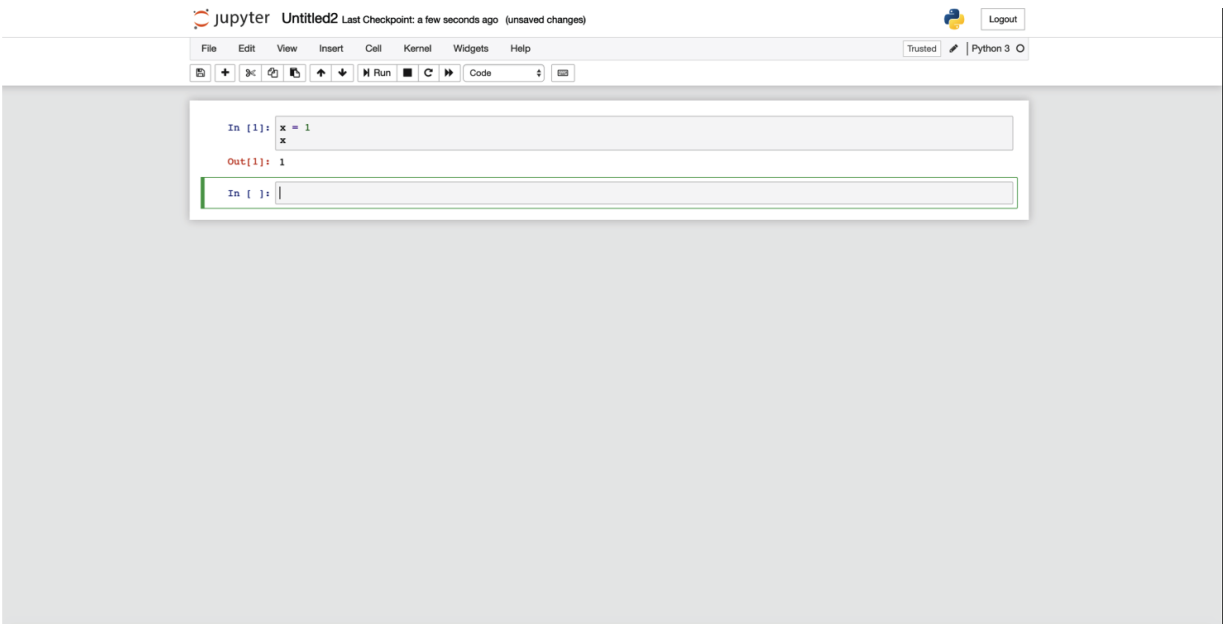 jupyter Untitled2 Last Checkpoint: a few seconds ago (unsaved changes) Logout
File Edit View Insert Cell Kernel Widgets Help Trusted Python 3
Run Code
In [1]: x = 1
x
Out[1]: 1
In [ ]: